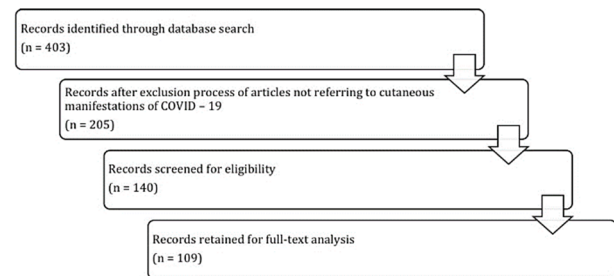 Records identified through database search
(n = 403)
Records after exclusion process of articles not referring to cutaneous
manifestations of COVID – 19
(n = 205)
Records screened for eligibility
(n = 140)
Records retained for full-text analysis
(n = 109)